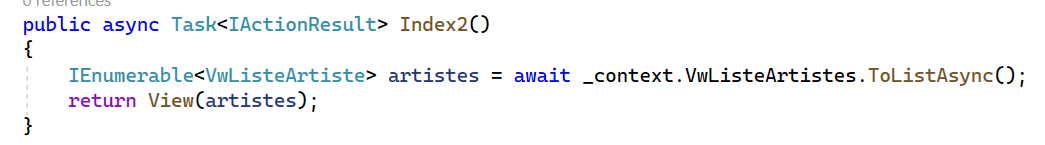 0 references
public async Task<IActionResult> Index2()
{
IEnumerable<VwListeArtiste> artistes = await _context.VwListeArtistes.ToListAsync();
return View(artistes);
}